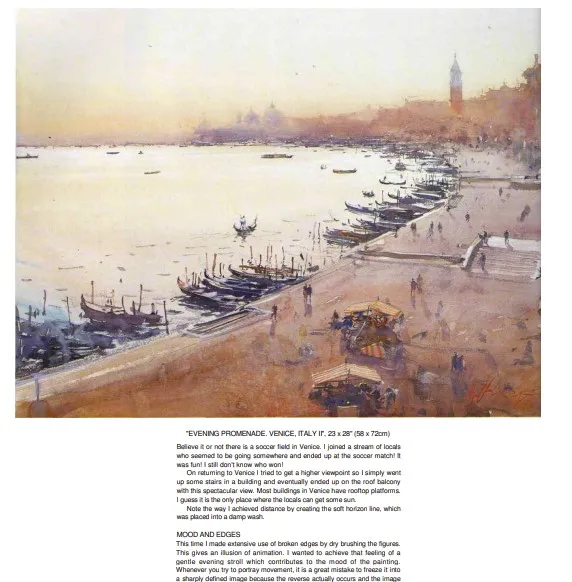 "EVENING PROMENADE. VENICE, ITALY II", 23 x 28" (58 x 72cm)
Believe it or not there is a soccer field in Venice. I joined a stream of locals
who seemed to be going somewhere and ended up at the soccer match! It
was fun! I still don't know who won!
On returning to Venice I tried to get a higher viewpoint so I simply went
up some stairs in a building and eventually ended up on the roof balcony
with this spectacular view. Most buildings in Venice have rooftop platforms.
I guess it is the only place where the locals can get some sun.
Note the way I achieved distance by creating the soft horizon line, which
was placed into a damp wash.
MOOD AND EDGES
This time I made extensive use of broken edges by dry brushing the figures.
This gives an illusion of animation. I wanted to achieve that feeling of a
gentle evening stroll which contributes to the mood of the painting.
Whenever you try to portray movement, it is a great mistake to freeze it into
a sharply defined image because the reverse actually occurs and the image